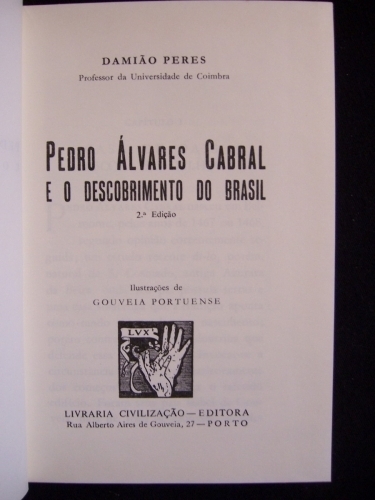 DAMIÃO PERES
Professor da Universidade de Coimbra
PEDRO ÁLVARES CABRAL
E O DESCOBRIMENTO DO BRASIL
2.ª Edição
Ilustrações de
GOUVEIA PORTUENSE
LVX
LIVRARIA CIVILIZAÇÃO — EDITORA
Rua Alberto Aires de Gouveia, 27 — PORTO